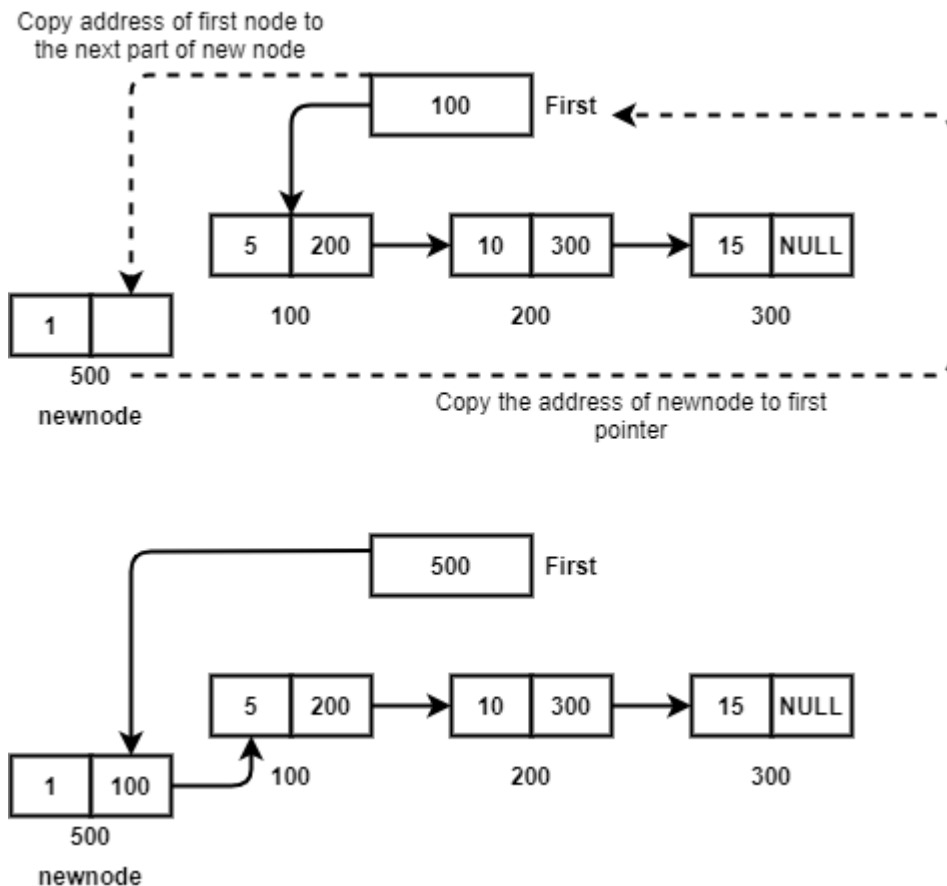 Copy address of first node to
the next part of new node
100 First
5 200 10 300 15 NULL
100 200 300
1
500
newnode
Copy the address of newnode to first
pointer
500 First
5 200 10 300 15 NULL
100 200 300
1 100
500
newnode